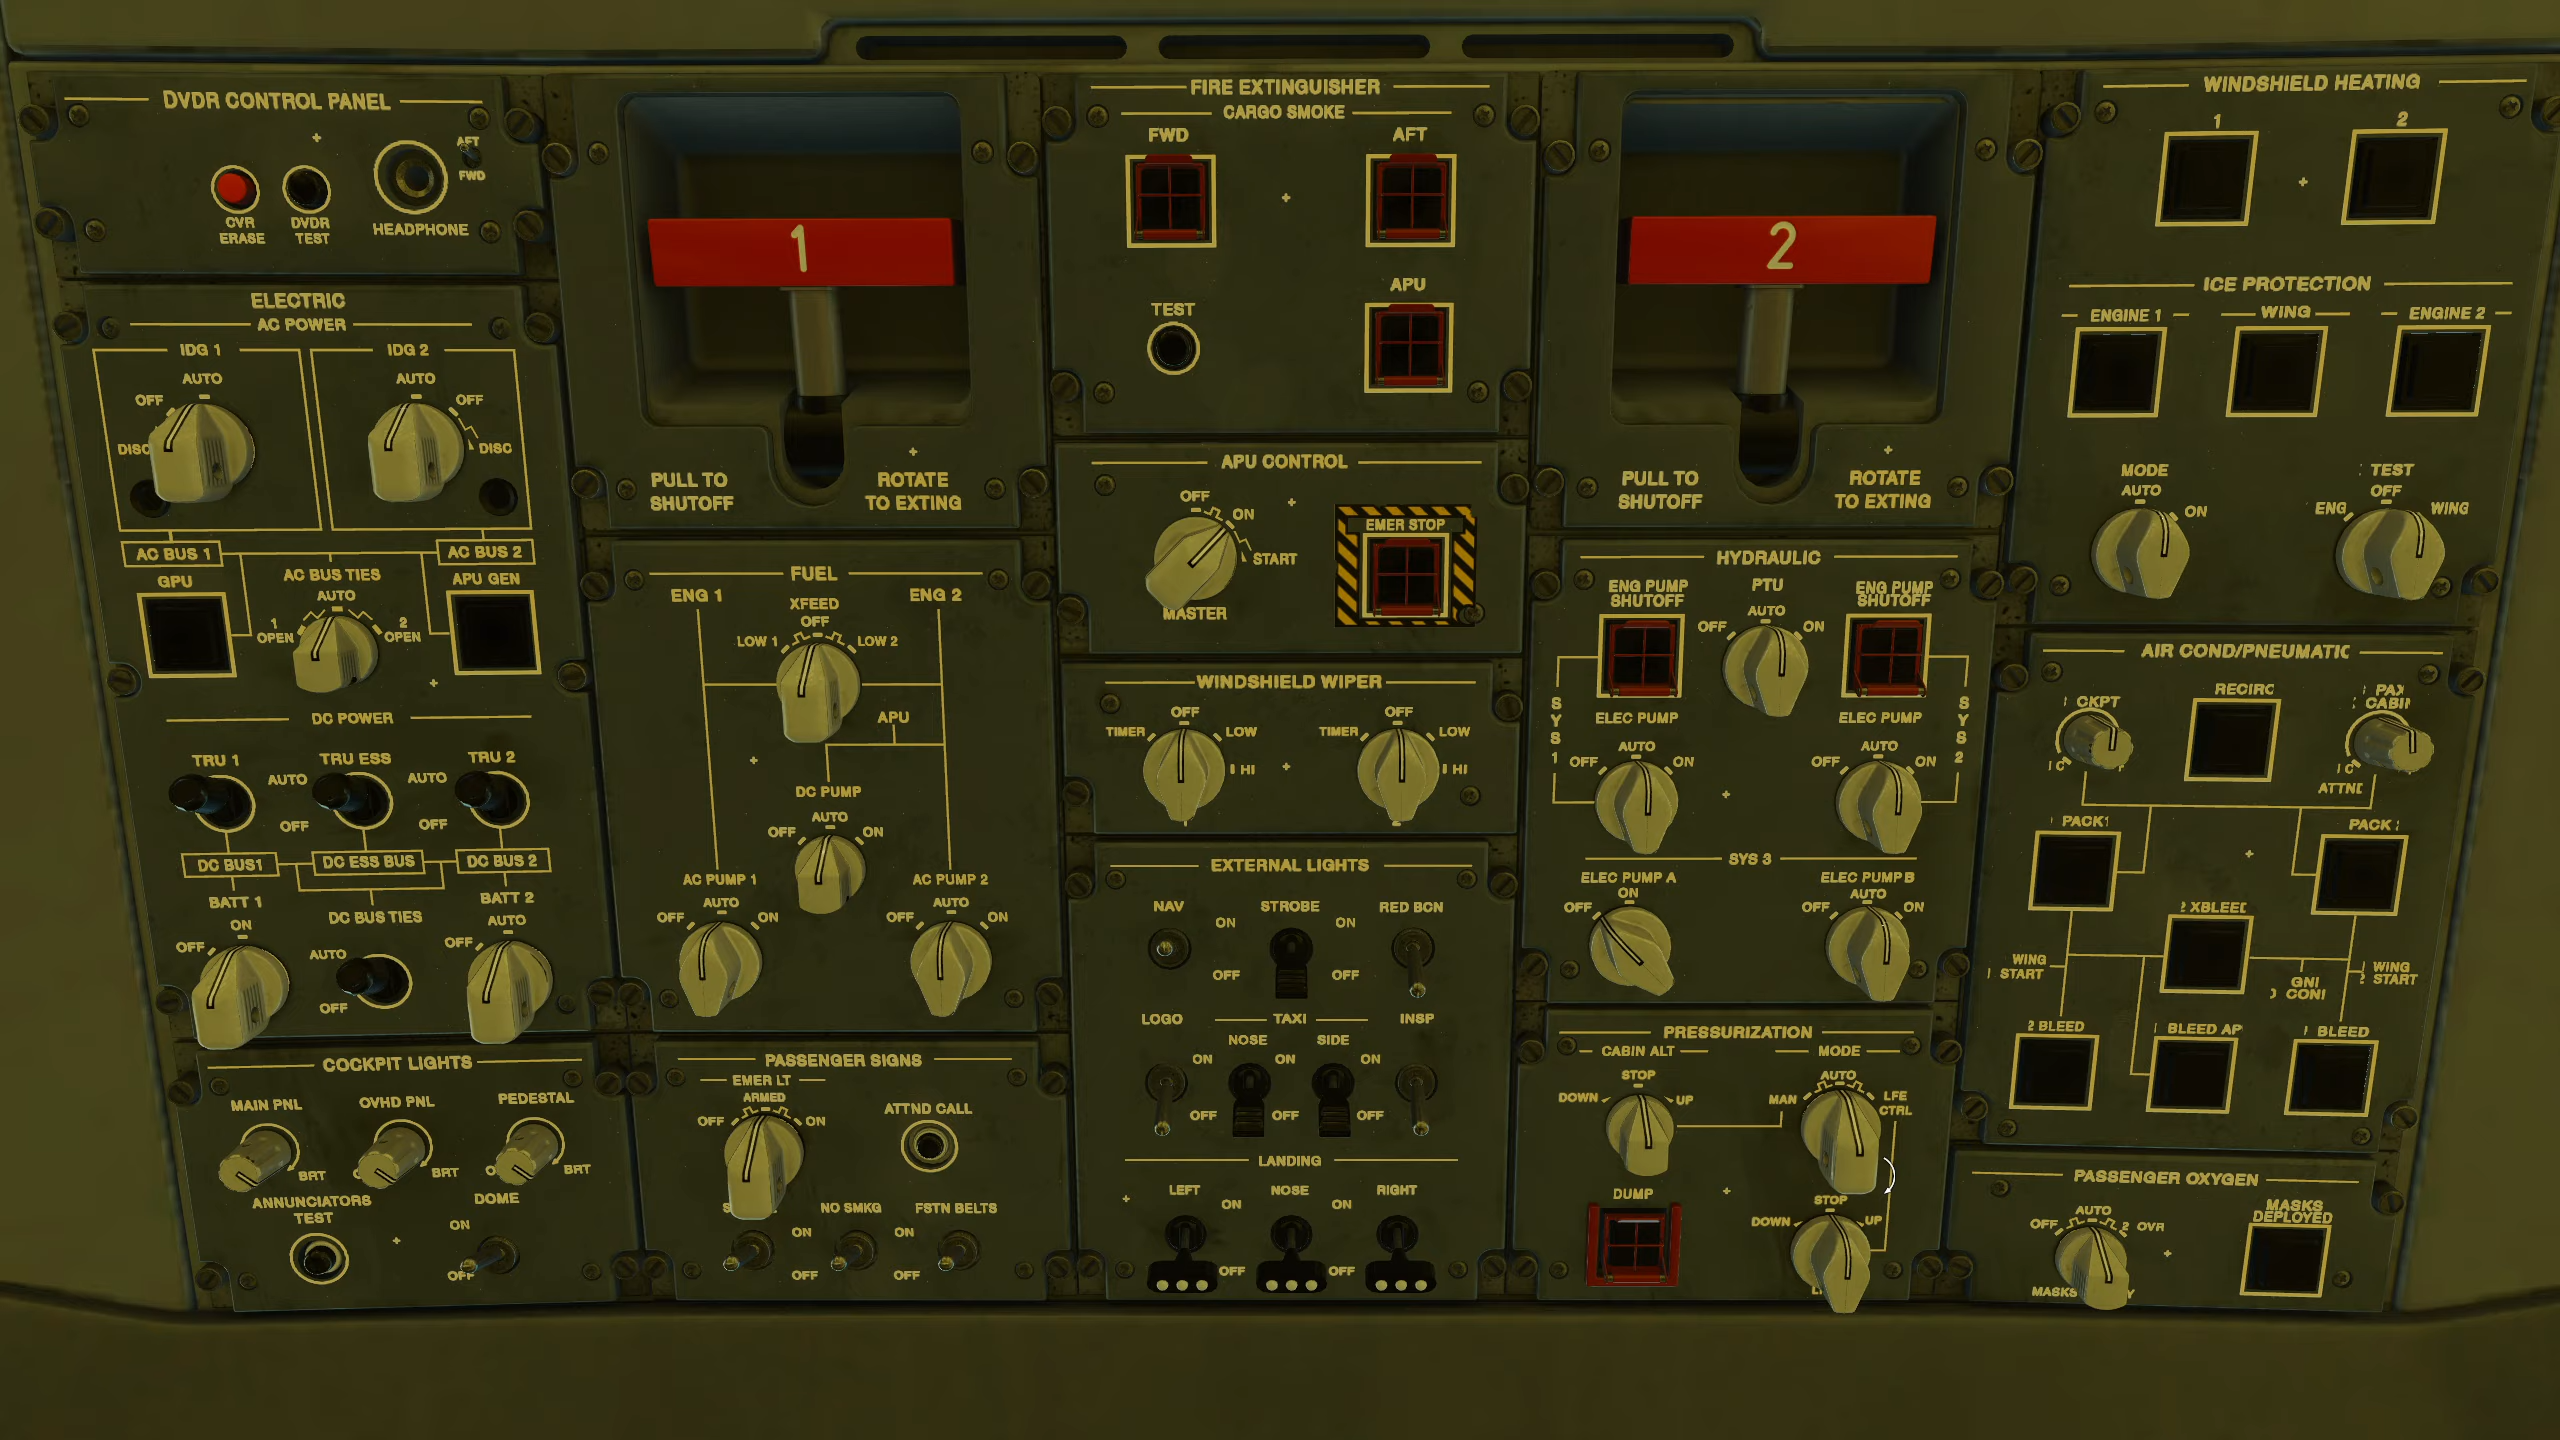 DVDR CONTROL PANEL
AFT
FWD
CVR
ERASE
DVDR
TEST
HEADPHONE
ELECTRIC
AC POWER
IDG 1
IDG 2
AUTO
OFF
DISC
AUTO
OFF
DISC
AC BUS 1
AC BUS 2
GPU
AC BUS TIES
AUTO
1
OPEN
2
OPEN
APU GEN
DC POWER
TRU 1
TRU ESS
TRU 2
AUTO
OFF
AUTO
OFF
DC BUS1
DC ESS BUS
DC BUS 2
BATT 1
ON
OFF
DC BUS TIES
AUTO
OFF
BATT 2
AUTO
OFF
COCKPIT LIGHTS
MAIN PNL
OVHD PNL
PEDESTAL
BRT
BRT
BRT
ANNUNCIATORS
TEST
DOME
ON
OFF
1
PULL TO
SHUTOFF
ROTATE
TO EXTING
FUEL
ENG 1
XFEED
ENG 2
OFF
LOW 1
LOW 2
APU
DC PUMP
AUTO
OFF
ON
AC PUMP 1
AUTO
OFF
ON
AC PUMP 2
AUTO
OFF
ON
PASSENGER SIGNS
EMER LT
ARMED
OFF
ON
ATTND CALL
NO SMKG
FSTN BELTS
ON
OFF
ON
OFF
FIRE EXTINGUISHER
CARGO SMOKE
FWD
AFT
TEST
APU
APU CONTROL
OFF
ON
START
MASTER
EMER STOP
WINDSHIELD WIPER
OFF
TIMER
LOW
HI
OFF
TIMER
LOW
HI
EXTERNAL LIGHTS
NAV
STROBE
RED BCN
ON
OFF
ON
OFF
LOGO
TAXI
INSP
NOSE
SIDE
ON
ON
ON
OFF
OFF
OFF
LANDING
LEFT
NOSE
RIGHT
ON
ON
OFF
OFF
2
PULL TO
SHUTOFF
ROTATE
TO EXTING
HYDRAULIC
ENG PUMP
SHUTOFF
PTU
AUTO
OFF
ON
ENG PUMP
SHUTOFF
SYS 1
SYS 2
ELEC PUMP
AUTO
OFF
ON
ELEC PUMP
AUTO
OFF
ON
SYS 3
ELEC PUMP A
ON
OFF
ELEC PUMP B
AUTO
OFF
ON
PRESSURIZATION
CABIN ALT
MODE
STOP
DOWN
UP
AUTO
MAN
LFE
CTRL
DUMP
STOP
DOWN
UP
WINDSHIELD HEATING
1
2
ICE PROTECTION
ENGINE 1
WING
ENGINE 2
MODE
AUTO
ON
TEST
OFF
ENG
WING
AIR COND/PNEUMATIC
CKPT
RECIRC
ATTND
PACK
PACK
XBLEED
WING
START
WING
START
BLEED
BLEED
BLEED
PASSENGER OXYGEN
AUTO
OFF
OVR
MASKS
MASKS
DEPLOYED